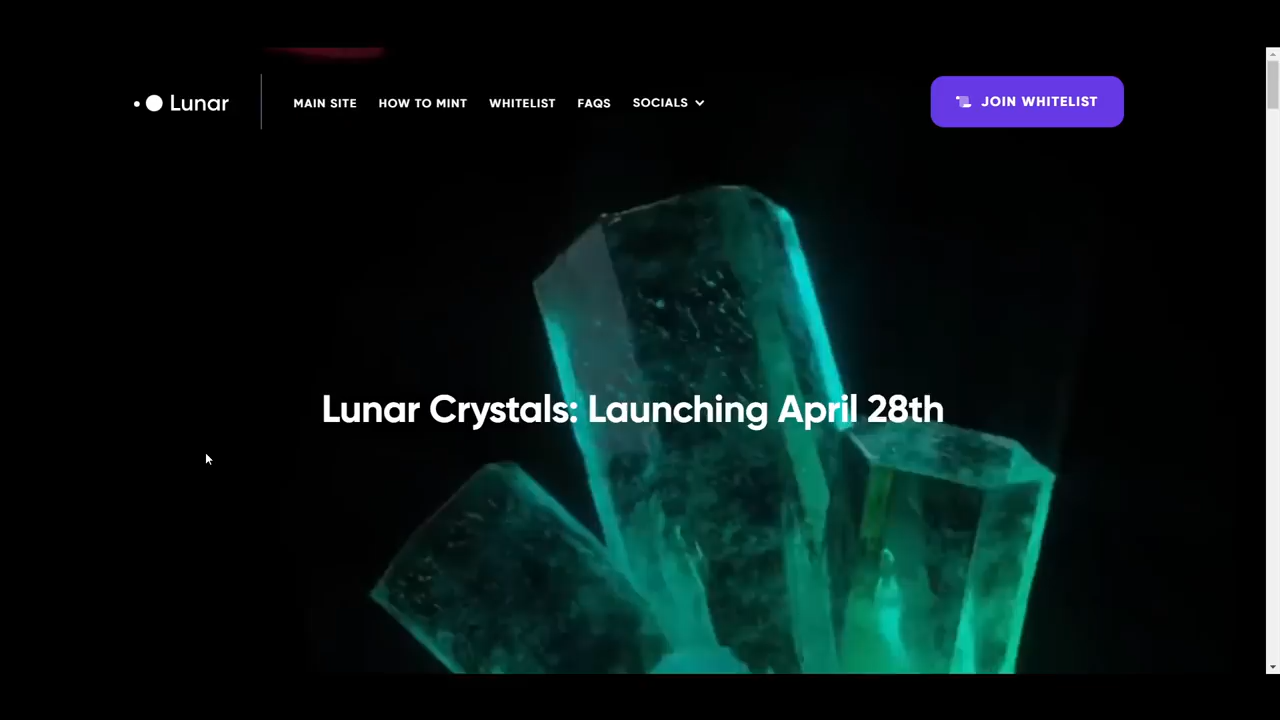 Lunar
MAIN SITE
HOW TO MINT
WHITELIST
FAQS
SOCIALS
JOIN WHITELIST
Lunar Crystals: Launching April 28th